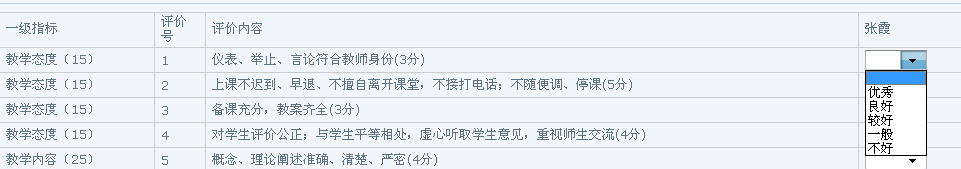 一级指标 评价号 评价内容 张霞
教学态度（15） 1 仪表、举止、言论符合教师身份(3分)
教学态度（15） 2 上课不迟到、早退、不擅自离开课堂，不接打电话；不随便调、停课(5分)
教学态度（15） 3 备课充分，教案齐全(3分)
教学态度（15） 4 对学生评价公正；与学生平等相处，虚心听取学生意见，重视师生交流(4分)
教学内容（25） 5 概念、理论阐述准确、清楚、严密(4分)
优秀
良好
较好
一般
不好